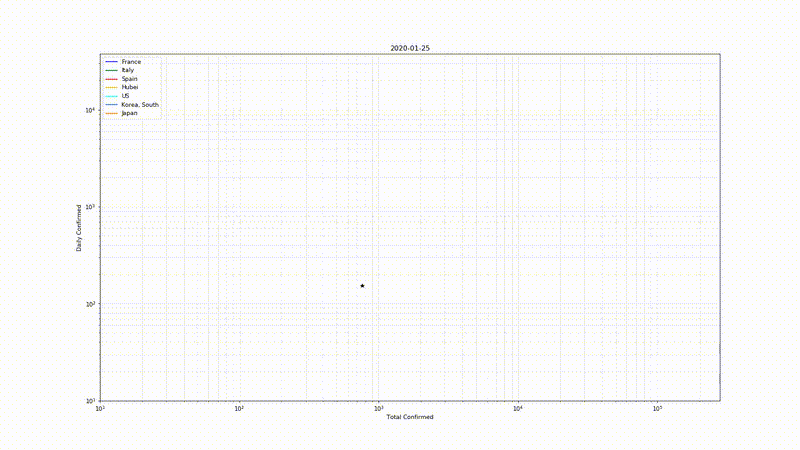 2020-01-25
France
Italy
Spain
Hubei
US
Korea, South
Japan
Daily Confirmed
10⁴
10³
10²
10¹
10¹
10²
10³
10⁴
10⁵
Total Confirmed